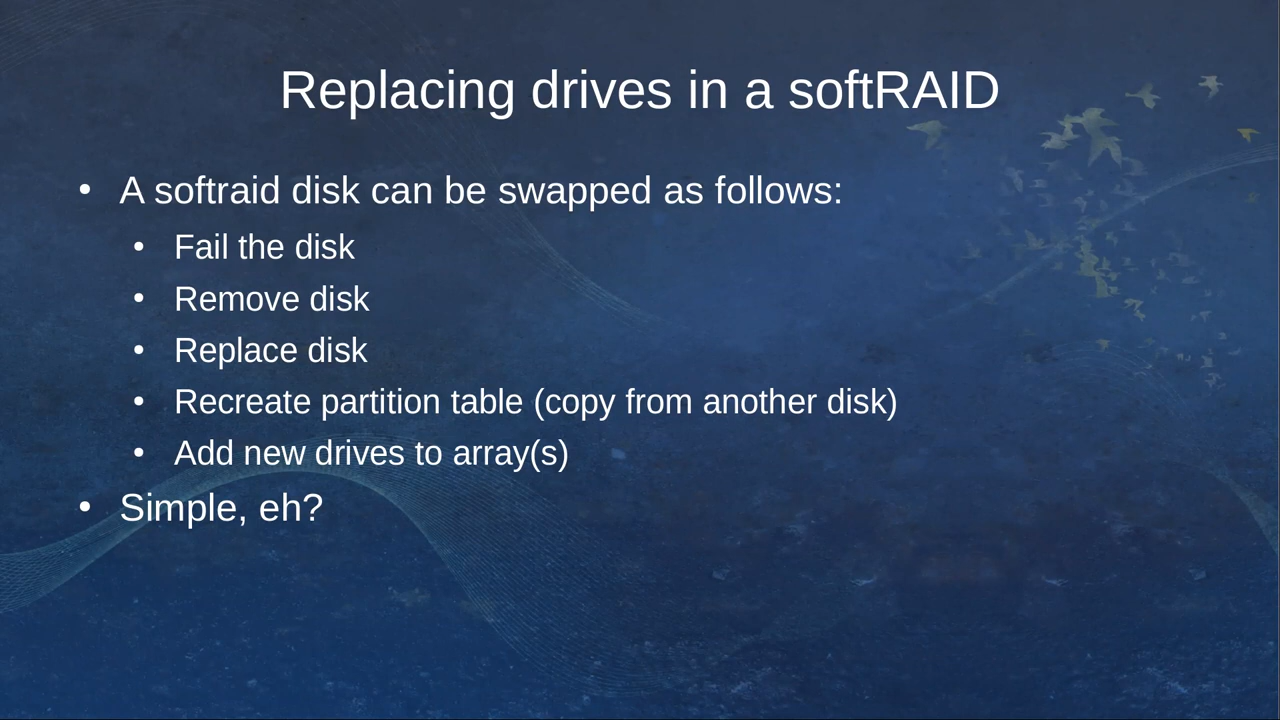 Replacing drives in a softRAID
• A softraid disk can be swapped as follows:
• Fail the disk
• Remove disk
• Replace disk
• Recreate partition table (copy from another disk)
• Add new drives to array(s)
• Simple, eh?